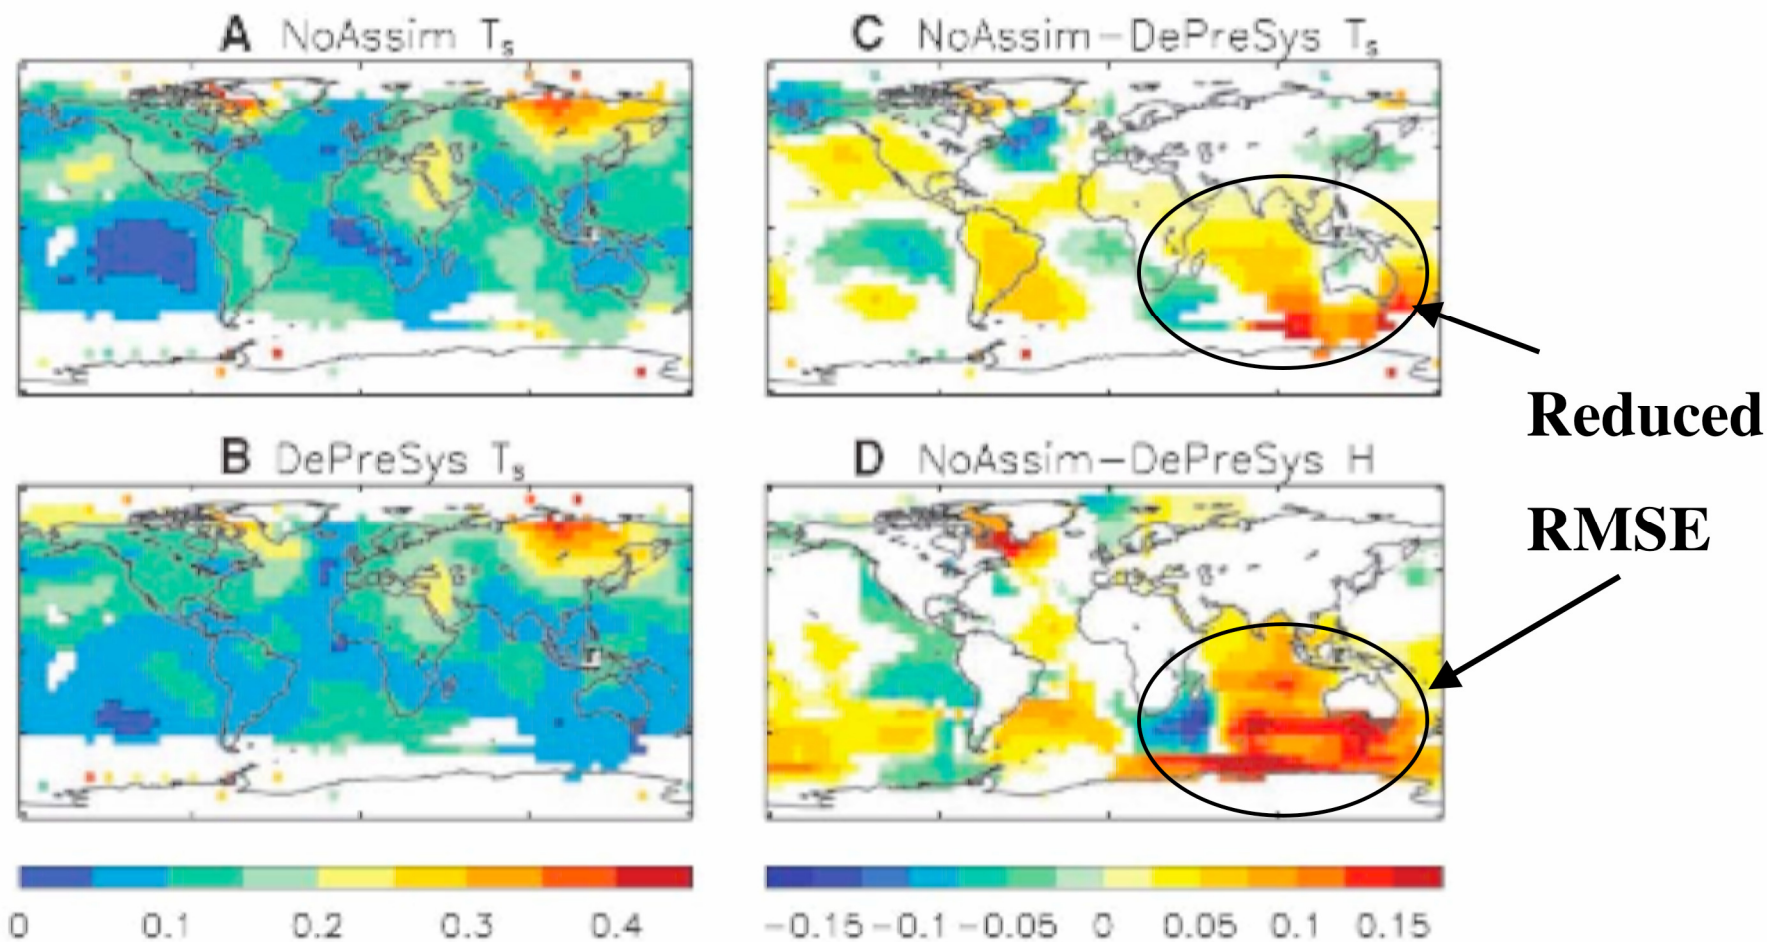 A NoAssim Ts
C NoAssim-DePreSys Ts
Reduced
RMSE
B DePreSys Ts
D NoAssim-DePreSys H
0 0.1 0.2 0.3 0.4
-0.15 -0.1 -0.05 0 0.05 0.1 0.15